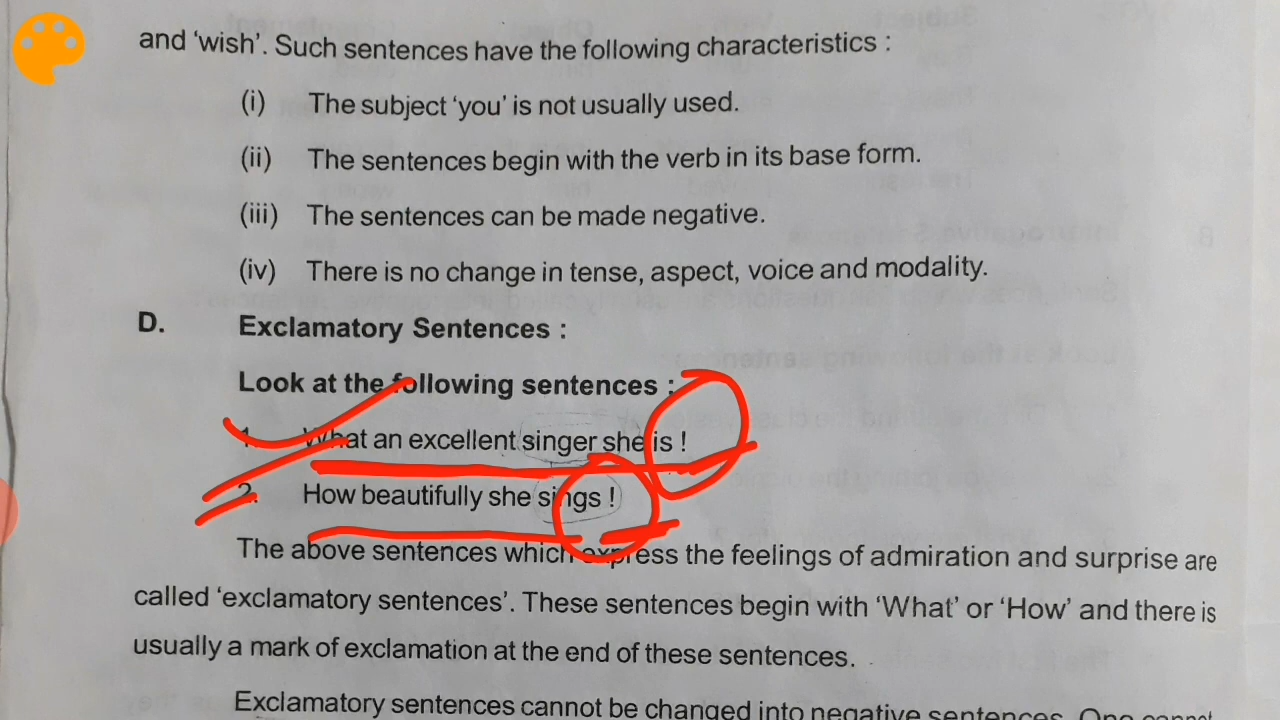 and ‘wish’. Such sentences have the following characteristics :
(i) The subject ‘you’ is not usually used.
(ii) The sentences begin with the verb in its base form.
(iii) The sentences can be made negative.
(iv) There is no change in tense, aspect, voice and modality.
D. Exclamatory Sentences :
Look at the following sentences :
1. What an excellent singer she is !
2. How beautifully she sings !
The above sentences which express the feelings of admiration and surprise are
called ‘exclamatory sentences’. These sentences begin with ‘What’ or ‘How’ and there is
usually a mark of exclamation at the end of these sentences.
Exclamatory sentences cannot be changed into negative sentences. One cannot